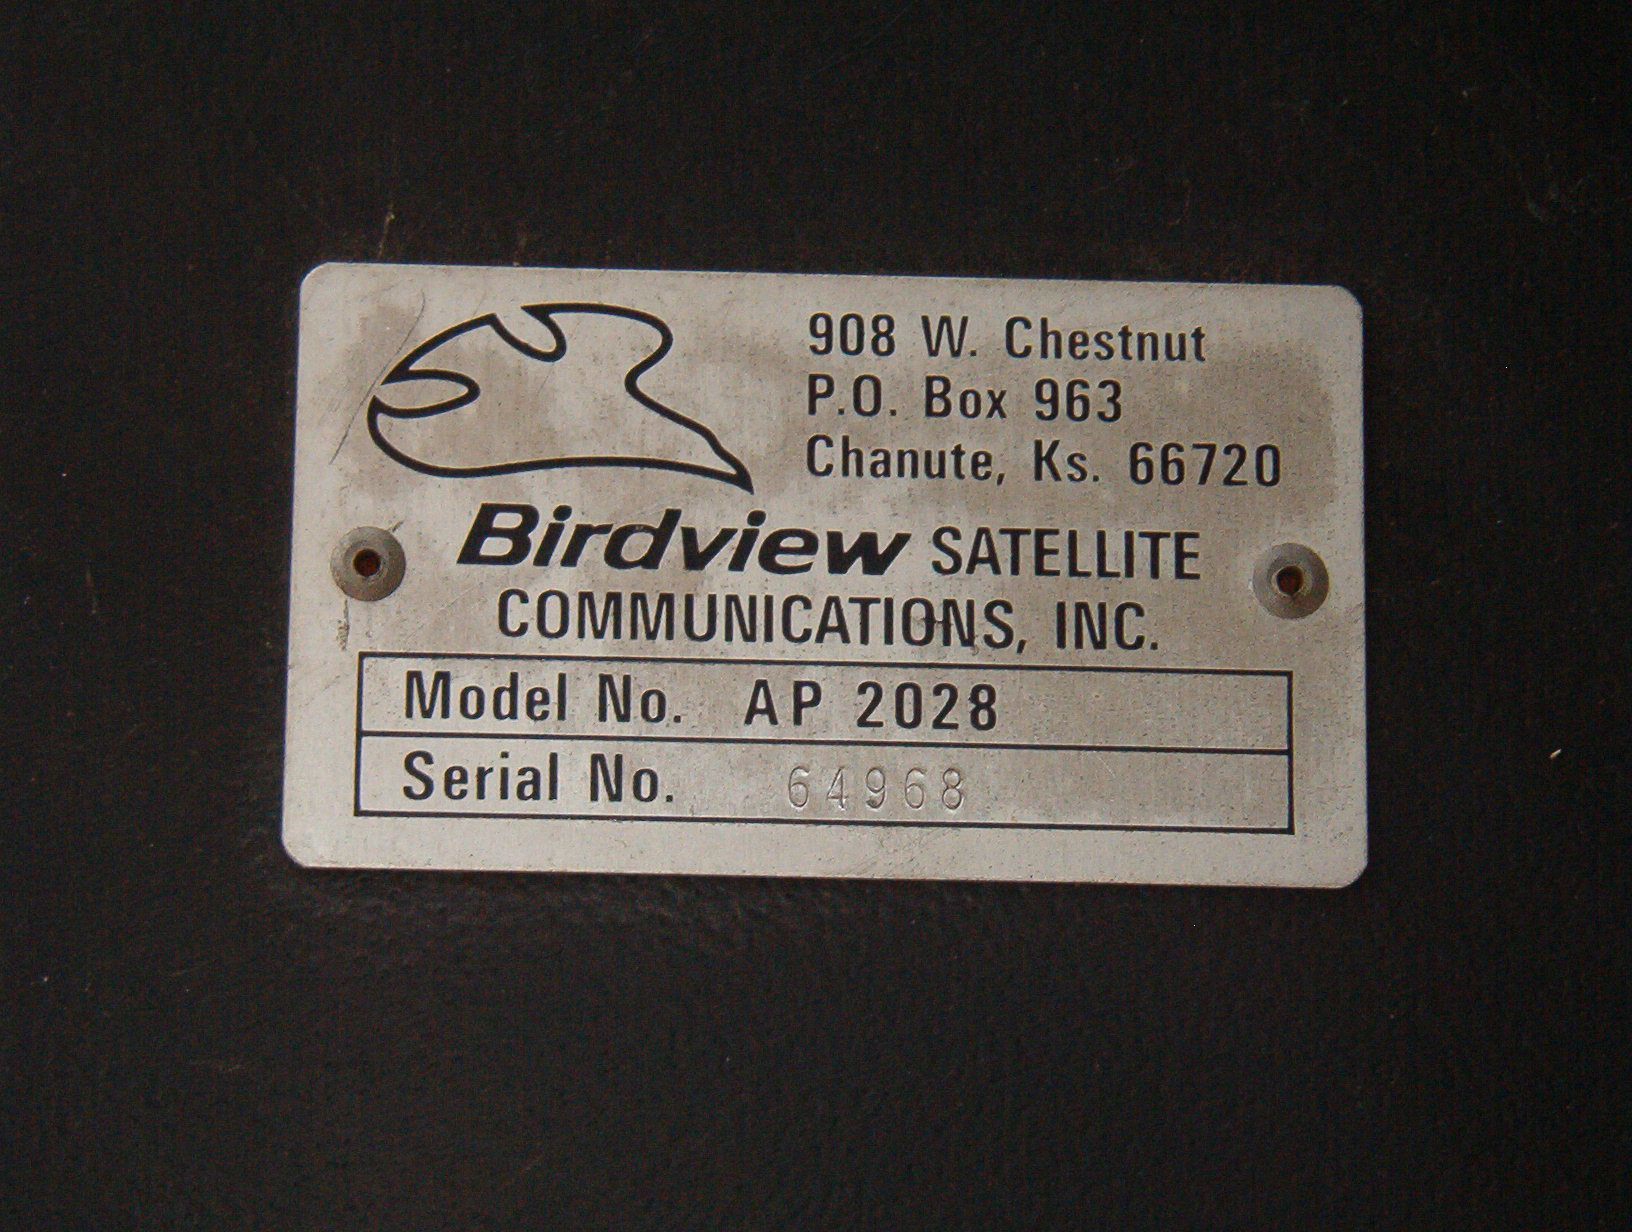 908 W. Chestnut
P.O. Box 963
Chanute, Ks. 66720
Birdview SATELLITE
COMMUNICATIONS, INC.
Model No. AP 2028
Serial No. 64968